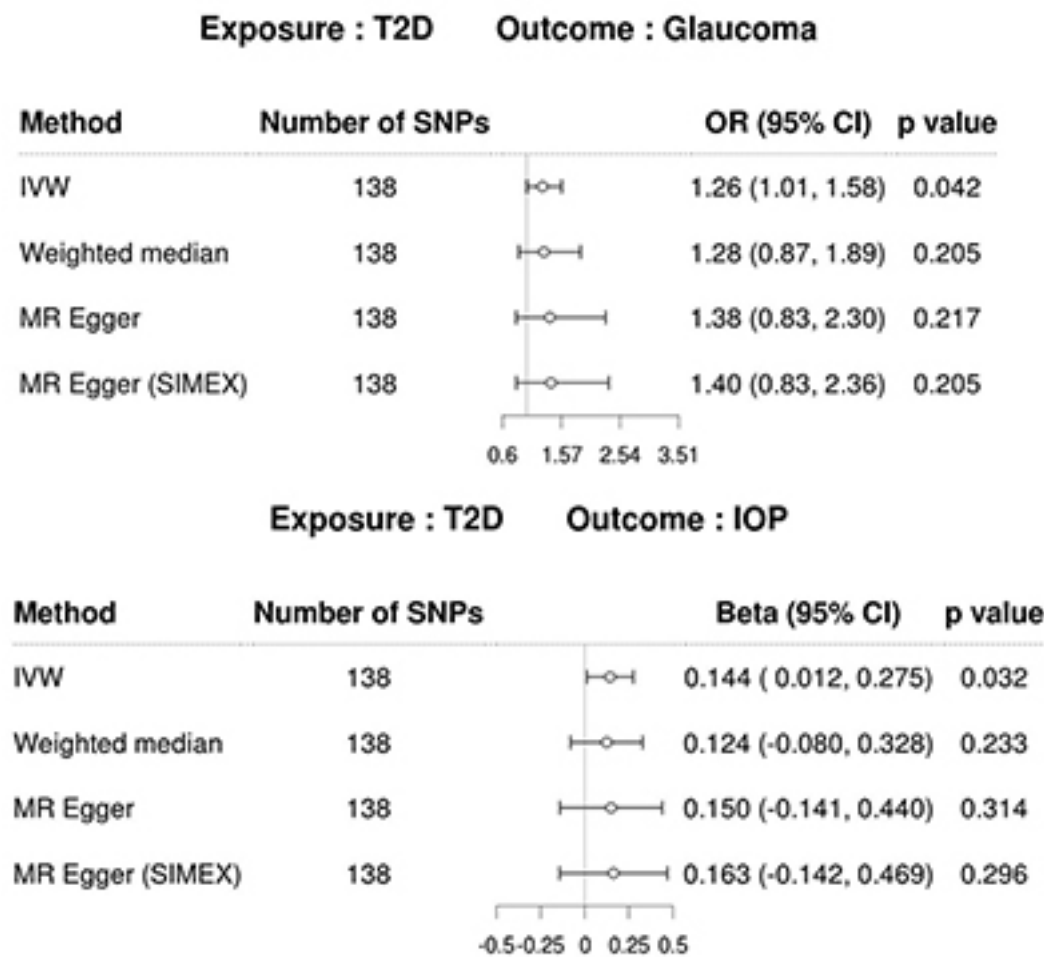 Exposure : T2D Outcome : Glaucoma
Method Number of SNPs OR (95% CI) p value
IVW 138 1.26 (1.01, 1.58) 0.042
Weighted median 138 1.28 (0.87, 1.89) 0.205
MR Egger 138 1.38 (0.83, 2.30) 0.217
MR Egger (SIMEX) 138 1.40 (0.83, 2.36) 0.205
0.6 1.57 2.54 3.51
Exposure : T2D Outcome : IOP
Method Number of SNPs Beta (95% CI) p value
IVW 138 0.144 ( 0.012, 0.275) 0.032
Weighted median 138 0.124 (-0.080, 0.328) 0.233
MR Egger 138 0.150 (-0.141, 0.440) 0.314
MR Egger (SIMEX) 138 0.163 (-0.142, 0.469) 0.296
-0.5 -0.25 0 0.25 0.5